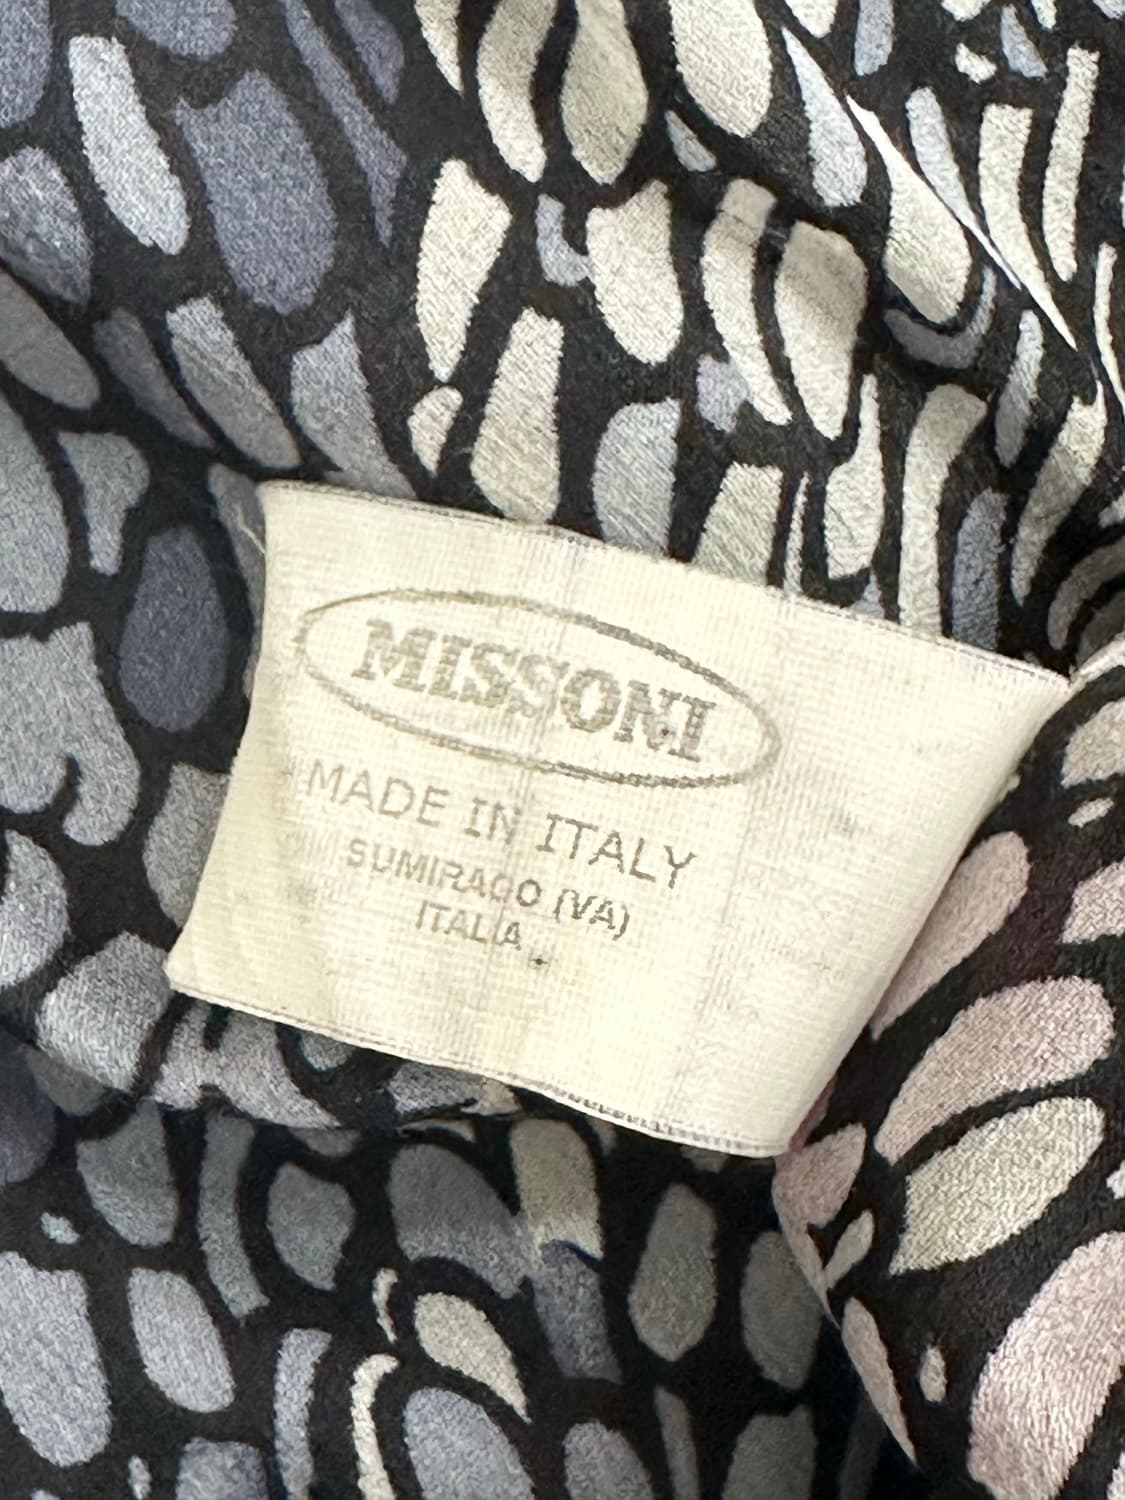 MISSONI
MADE IN ITALY
SUMIRAGO (VA)
ITALIA